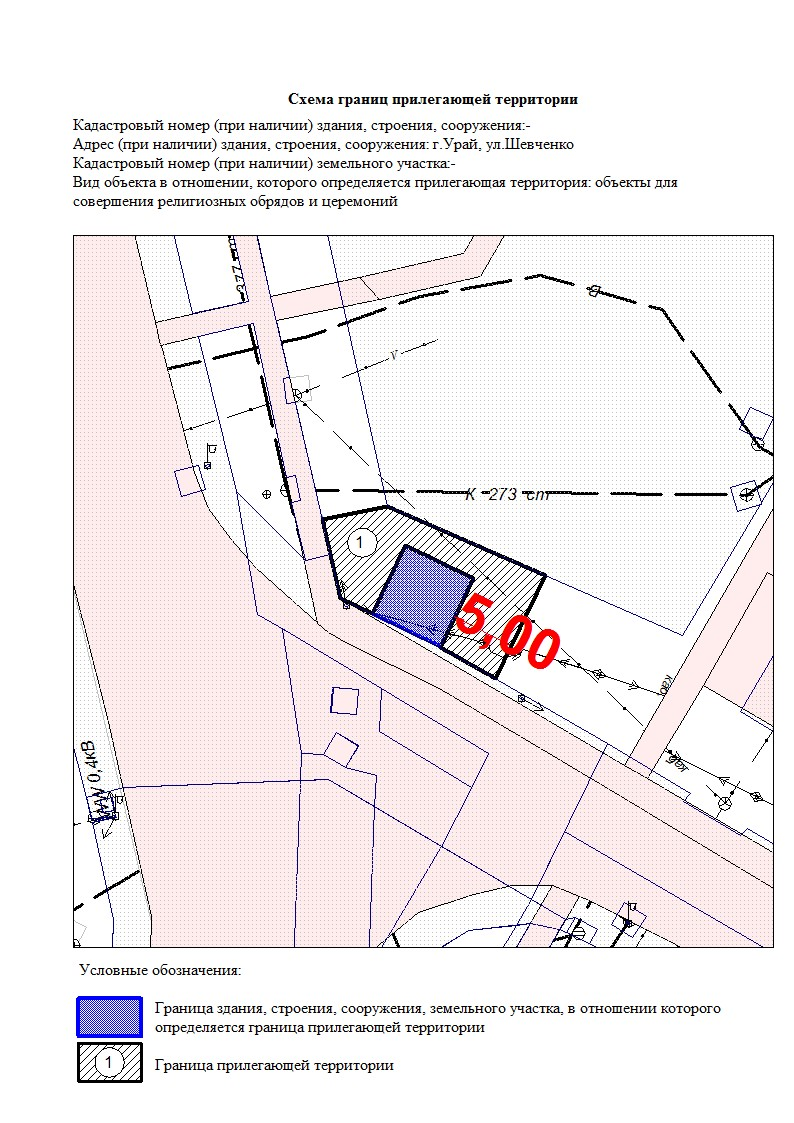 Схема границ прилегающей территории
Кадастровый номер (при наличии) здания, строения, сооружения:-
Адрес (при наличии) здания, строения, сооружения: г.Урай, ул.Шевченко
Кадастровый номер (при наличии) земельного участка:-
Вид объекта в отношении, которого определяется прилегающая территория: объекты для
совершения религиозных обрядов и церемоний
К 273 ст
1
5,00
каб
каб
0,4кВ
Условные обозначения:
Граница здания, строения, сооружения, земельного участка, в отношении которого
определяется граница прилегающей территории
1
Граница прилегающей территории